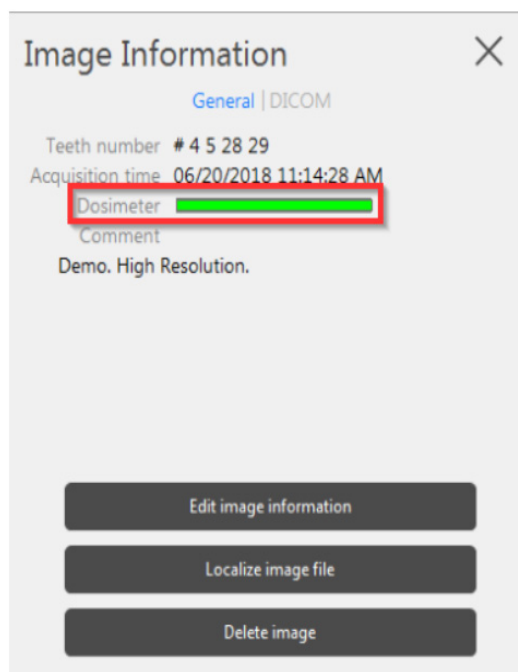 Image Information
General | DICOM
Teeth number # 4 5 28 29
Acquisition time 06/20/2018 11:14:28 AM
Dosimeter
Comment
Demo. High Resolution.
Edit image information
Localize image file
Delete image